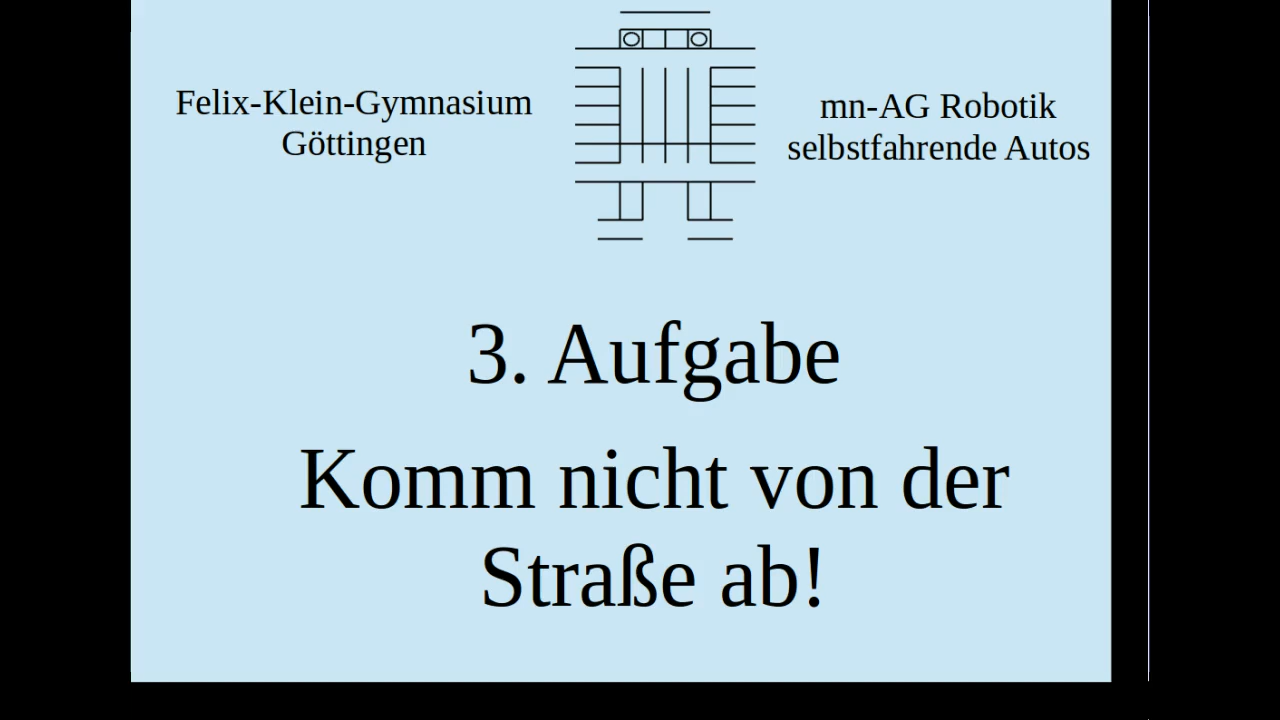 Felix-Klein-Gymnasium
Göttingen
mn-AG Robotik
selbstfahrende Autos
3. Aufgabe
Komm nicht von der
Straße ab!